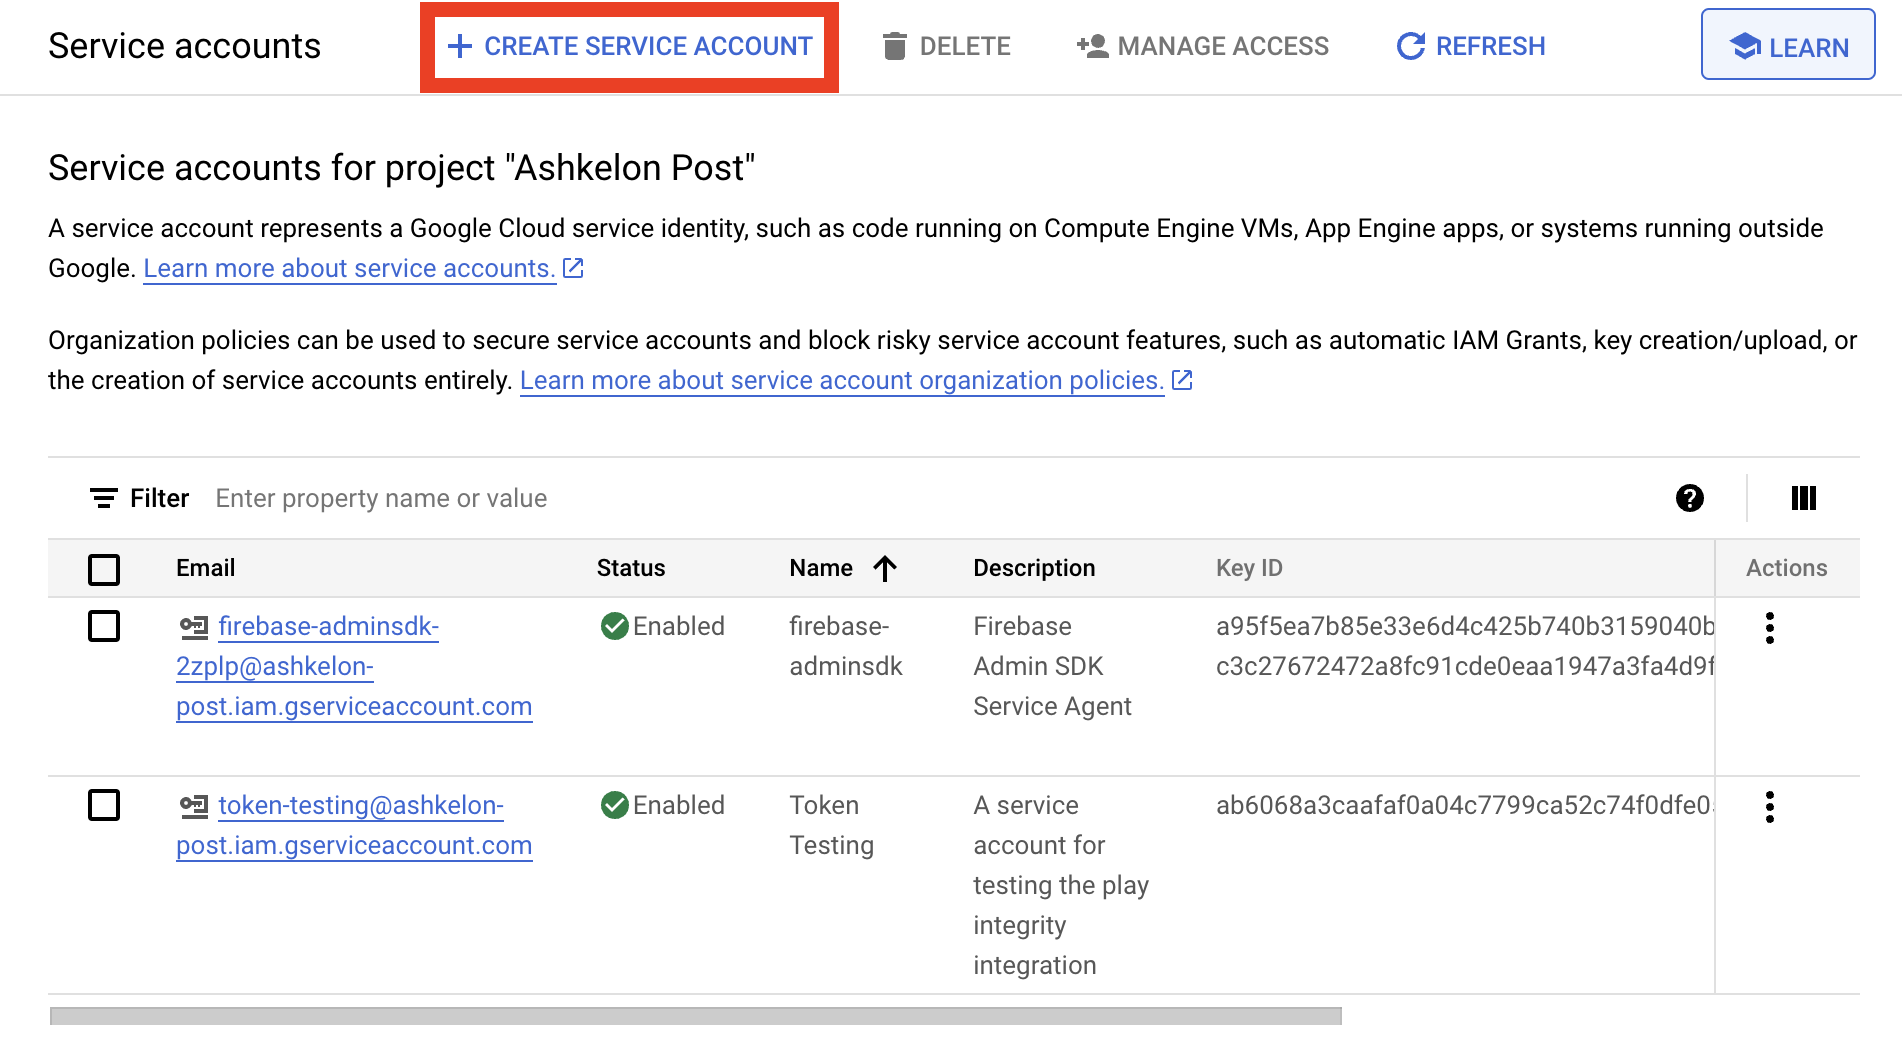 Service accounts
CREATE SERVICE ACCOUNT
DELETE
MANAGE ACCESS
REFRESH
LEARN
Service accounts for project "Ashkelon Post"
A service account represents a Google Cloud service identity, such as code running on Compute Engine VMs, App Engine apps, or systems running outside
Google. Learn more about service accounts.
Organization policies can be used to secure service accounts and block risky service account features, such as automatic IAM Grants, key creation/upload, or
the creation of service accounts entirely. Learn more about service account organization policies.
Filter Enter property name or value
Email Status Name Description Key ID Actions
firebase-adminsdk-
2zplp@ashkelon-
post.iam.gserviceaccount.com
Enabled
firebase-
adminsdk
Firebase
Admin SDK
Service Agent
a95f5ea7b85e33e6d4c425b740b3159040b
c3c27672472a8fc91cde0eaa1947a3fa4d9f
token-testing@ashkelon-
post.iam.gserviceaccount.com
Enabled
Token
Testing
A service
account for
testing the play
integrity
integration
ab6068a3caafaf0a04c7799ca52c74f0dfe0